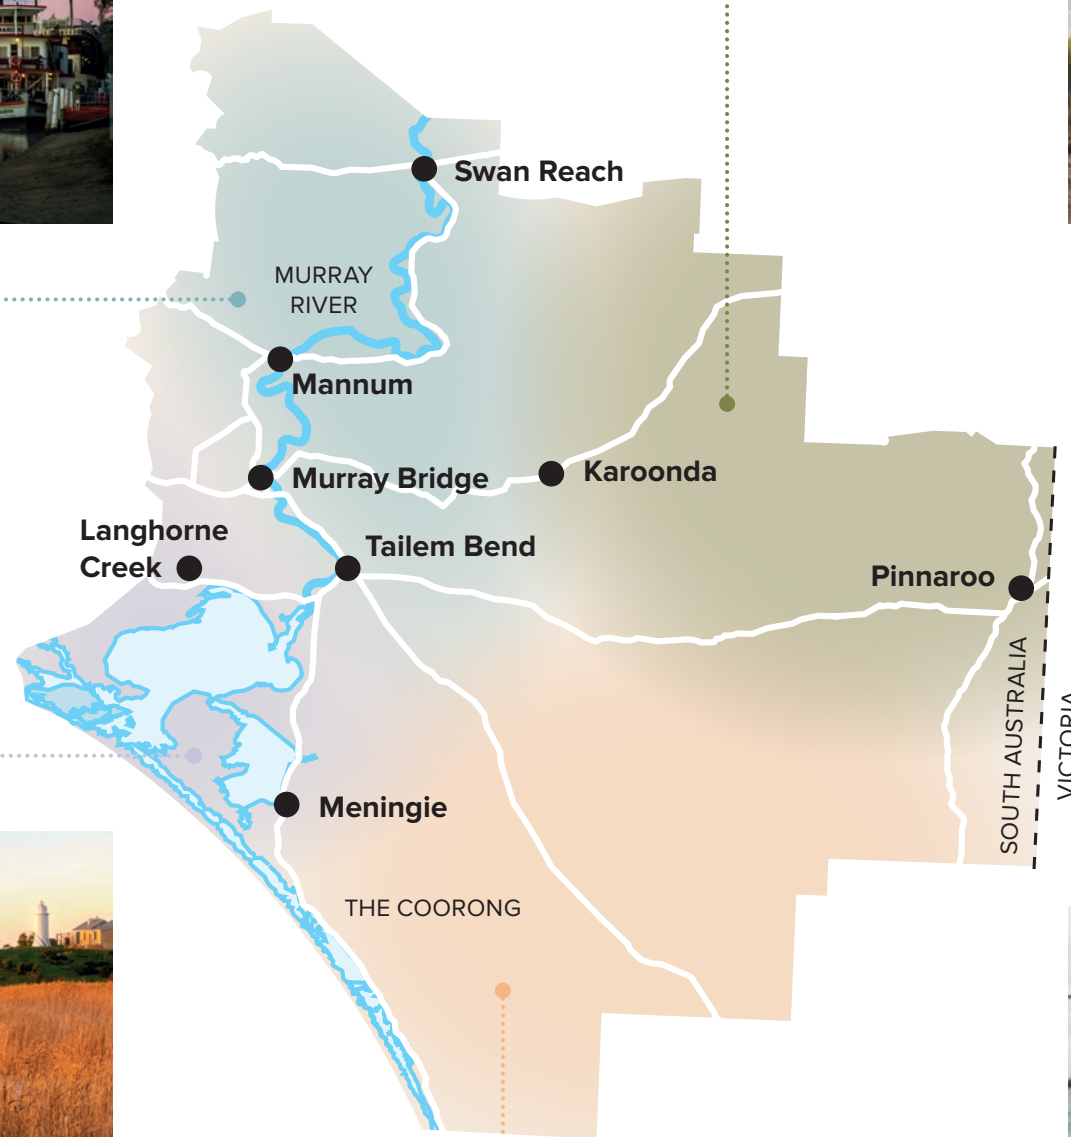 Swan Reach
MURRAY
RIVER
Mannum
Murray Bridge
Karoonda
Langhorne
Creek
Tailem Bend
Pinnaroo
SOUTH AUSTRALIA
VICTORIA
Meningie
THE COORONG